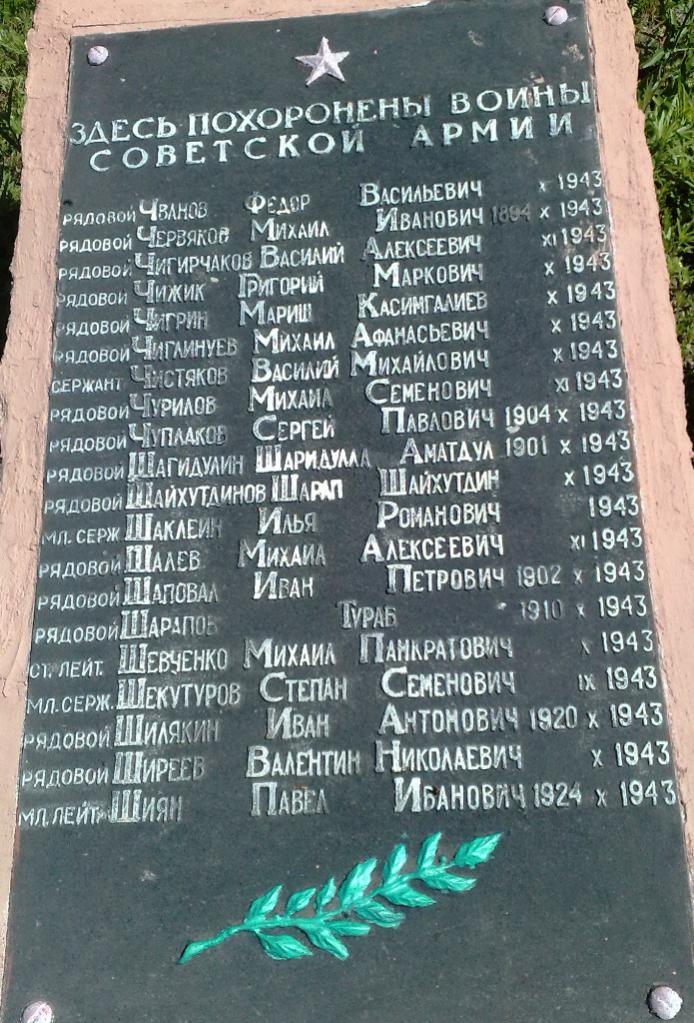 ЗДЕСЬ ПОХОРОНЕНЫ ВОИНЫ
СОВЕТСКОЙ АРМИИ
РЯДОВОЙ ЧВАНОВ ФЕДОР ВАСИЛЬЕВИЧ X 1943
РЯДОВОЙ ЧЕРВЯКОВ МИХАИЛ ИВАНОВИЧ 1894 X 1943
РЯДОВОЙ ЧИГИРЧАКОВ ВАСИЛИЙ АЛЕКСЕЕВИЧ XI 1943
РЯДОВОЙ ЧИЖИК ГРИГОРИЙ МАРКОВИЧ X 1943
РЯДОВОЙ ЧИГРИН МАРИШ КАСИМГАЛИЕВ X 1943
РЯДОВОЙ ЧИГЛИНУЕВ МИХАИЛ АФАНАСЬЕВИЧ X 1943
СЕРЖАНТ ЧИСТЯКОВ ВАСИЛИЙ МИХАЙЛОВИЧ X 1943
РЯДОВОЙ ЧУРИЛОВ МИХАИЛ СЕМЕНОВИЧ XI 1943
РЯДОВОЙ ЧУПЛАКОВ СЕРГЕЙ ПАВЛОВИЧ 1904 X 1943
РЯДОВОЙ ШАГИДУЛИН ШАРИДУЛЛА АМАТДУЛ 1901 X 1943
РЯДОВОЙ ШАЙХУТДИНОВ ШАРАП ШАЙХУТДИН X 1943
МЛ. СЕРЖ ШАКЛЕИН ИЛЬЯ РОМАНОВИЧ 1943
РЯДОВОЙ ШАЛЕВ МИХАИЛ АЛЕКСЕЕВИЧ XI 1943
РЯДОВОЙ ШАПОВАЛ ИВАН ПЕТРОВИЧ 1902 X 1943
РЯДОВОЙ ШАРАПОВ ТУРАБ 1910 X 1943
СТ. ЛЕЙТ. ШЕВЧЕНКО МИХАИЛ ПАНКРАТОВИЧ X 1943
МЛ. СЕРЖ. ШЕКУТУРОВ СТЕПАН СЕМЕНОВИЧ IX 1943
РЯДОВОЙ ШИЛЯКИН ИВАН АНТОНОВИЧ 1920 X 1943
РЯДОВОЙ ШИРЕЕВ ВАЛЕНТИН НИКОЛАЕВИЧ X 1943
МЛ. ЛЕЙТ. ШИЯН ПАВЕЛ ИВАНОВИЧ 1924 X 1943